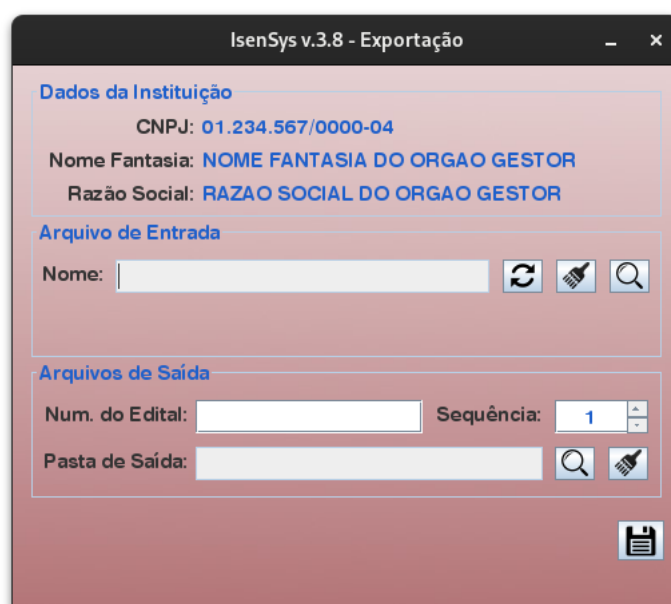 IsenSys v.3.8 - Exportação
Dados da Instituição
CNPJ: 01.234.567/0000-04
Nome Fantasia: NOME FANTASIA DO ORGAO GESTOR
Razão Social: RAZAO SOCIAL DO ORGAO GESTOR
Arquivo de Entrada
Nome:
Arquivos de Saída
Num. do Edital: Sequência: 1
Pasta de Saída: